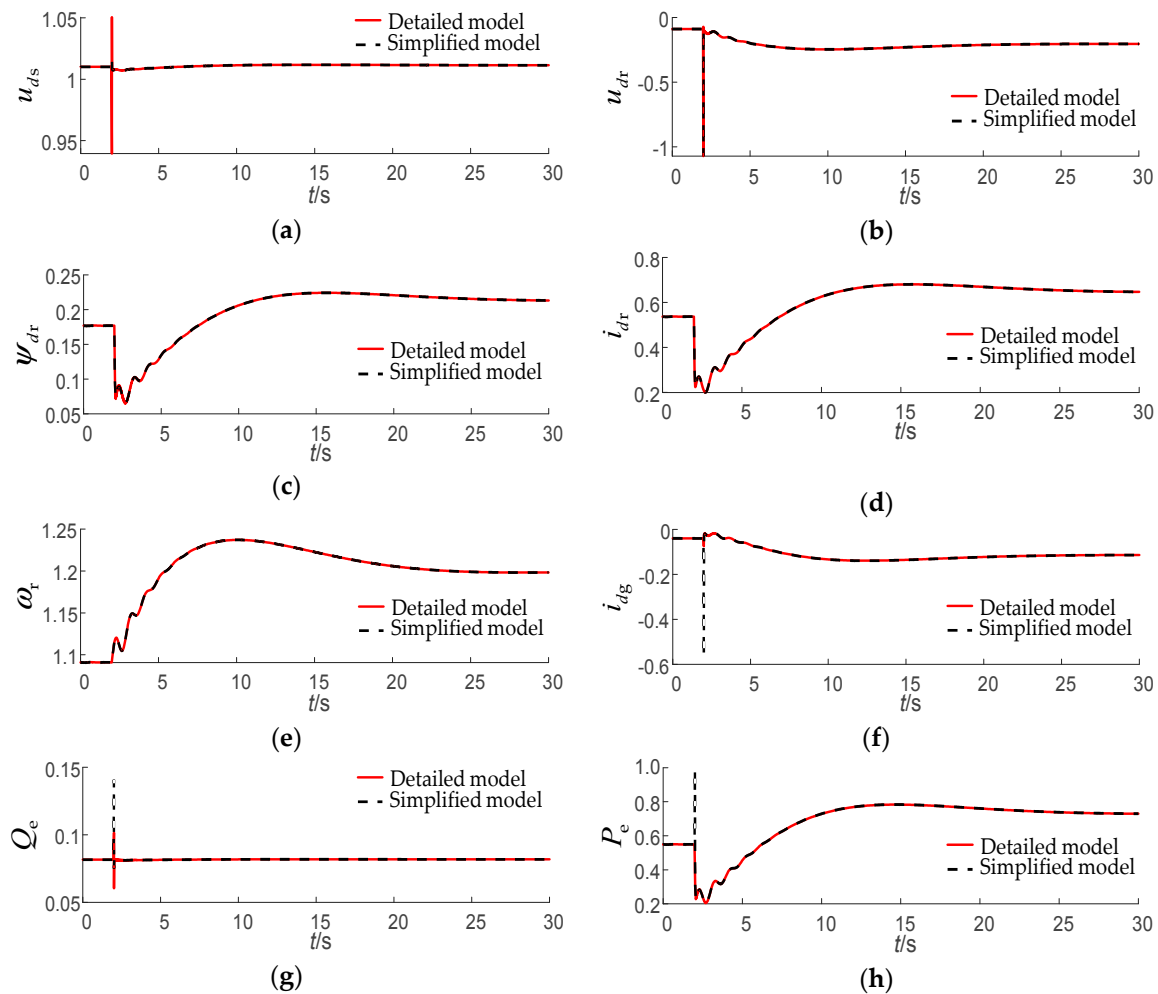 1.05
1
0.95
u_ds
Detailed model
Simplified model
0 5 10 15 20 25 30
t/s
(a)
0
-0.5
-1
u_dr
Detailed model
Simplified model
0 5 10 15 20 25 30
t/s
(b)
0.25
0.2
0.15
0.1
0.05
ψ_dr
Detailed model
Simplified model
0 5 10 15 20 25 30
t/s
(c)
0.8
0.6
0.4
0.2
i_dr
Detailed model
Simplified model
0 5 10 15 20 25 30
t/s
(d)
1.25
1.2
1.15
1.1
ω_r
Detailed model
Simplified model
0 5 10 15 20 25 30
t/s
(e)
0
-0.2
-0.4
-0.6
i_dg
Detailed model
Simplified model
0 5 10 15 20 25 30
t/s
(f)
0.15
0.1
0.05
Q_e
Detailed model
Simplified model
0 5 10 15 20 25 30
t/s
(g)
1.0
0.8
0.6
0.4
0.2
P_e
Detailed model
Simplified model
0 5 10 15 20 25 30
t/s
(h)